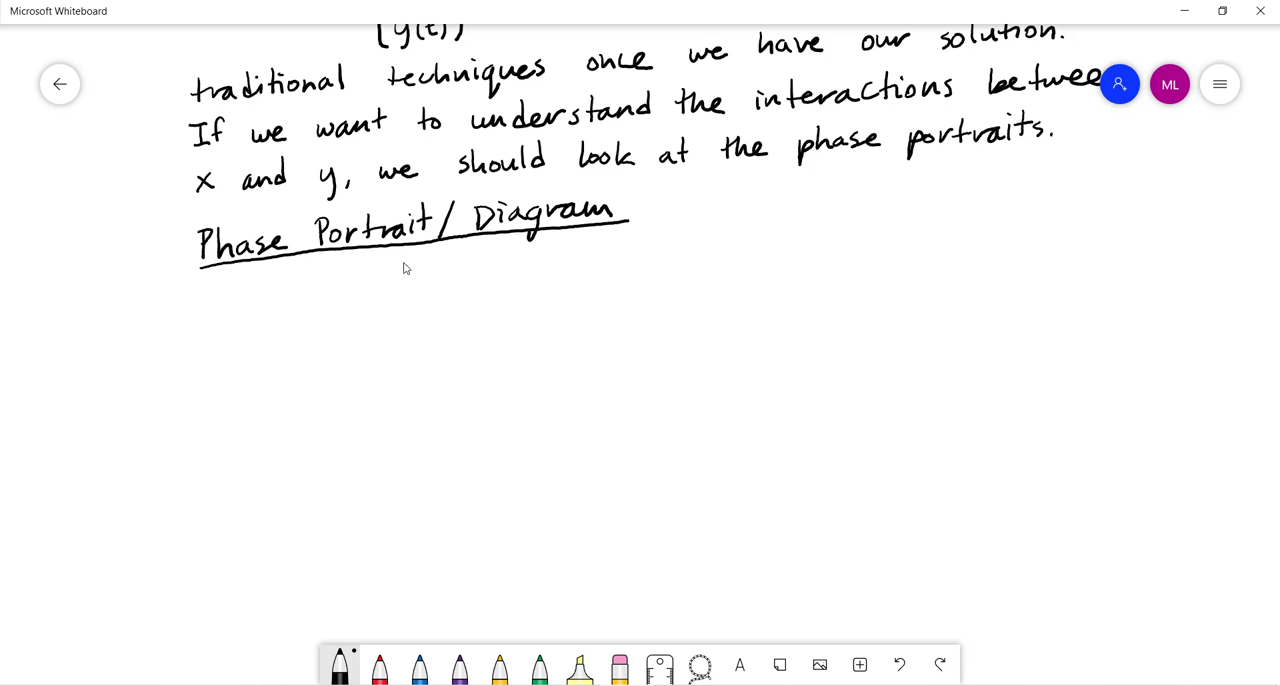 Microsoft Whiteboard
(y(t))
traditional techniques once we have our solution.
If we want to understand the interactions between
ML
x and y, we should look at the phase portraits.
Phase Portrait / Diagram
A